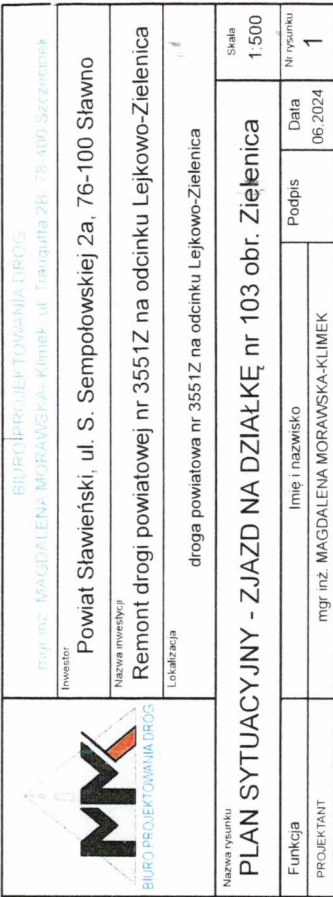 MMK
BIURO PROJEKTOWANIA DRÓG
BIURO PROJEKTOWANIA DRÓG
mgr inż. MAGDALENA MORAWSKA- Klimek ul. Traugutta 2B 78-400 Szczecinek
Inwestor
Powiat Sławieński, ul. S. Sempołowskiej 2a, 76-100 Sławno
Nazwa inwestycji
Remont drogi powiatowej nr 3551Z na odcinku Lejkowo-Zielenica
Lokalizacja
droga powiatowa nr 3551Z na odcinku Lejkowo-Zielenica
Nazwa rysunku
PLAN SYTUACYJNY - ZJAZD NA DZIAŁKĘ nr 103 obr. Zielenica
Skala
1:500
Funkcja
Imię i nazwisko
Podpis
Data
Nr rysunku
PROJEKTANT
mgr inż. MAGDALENA MORAWSKA-KLIMEK
06.2024
1